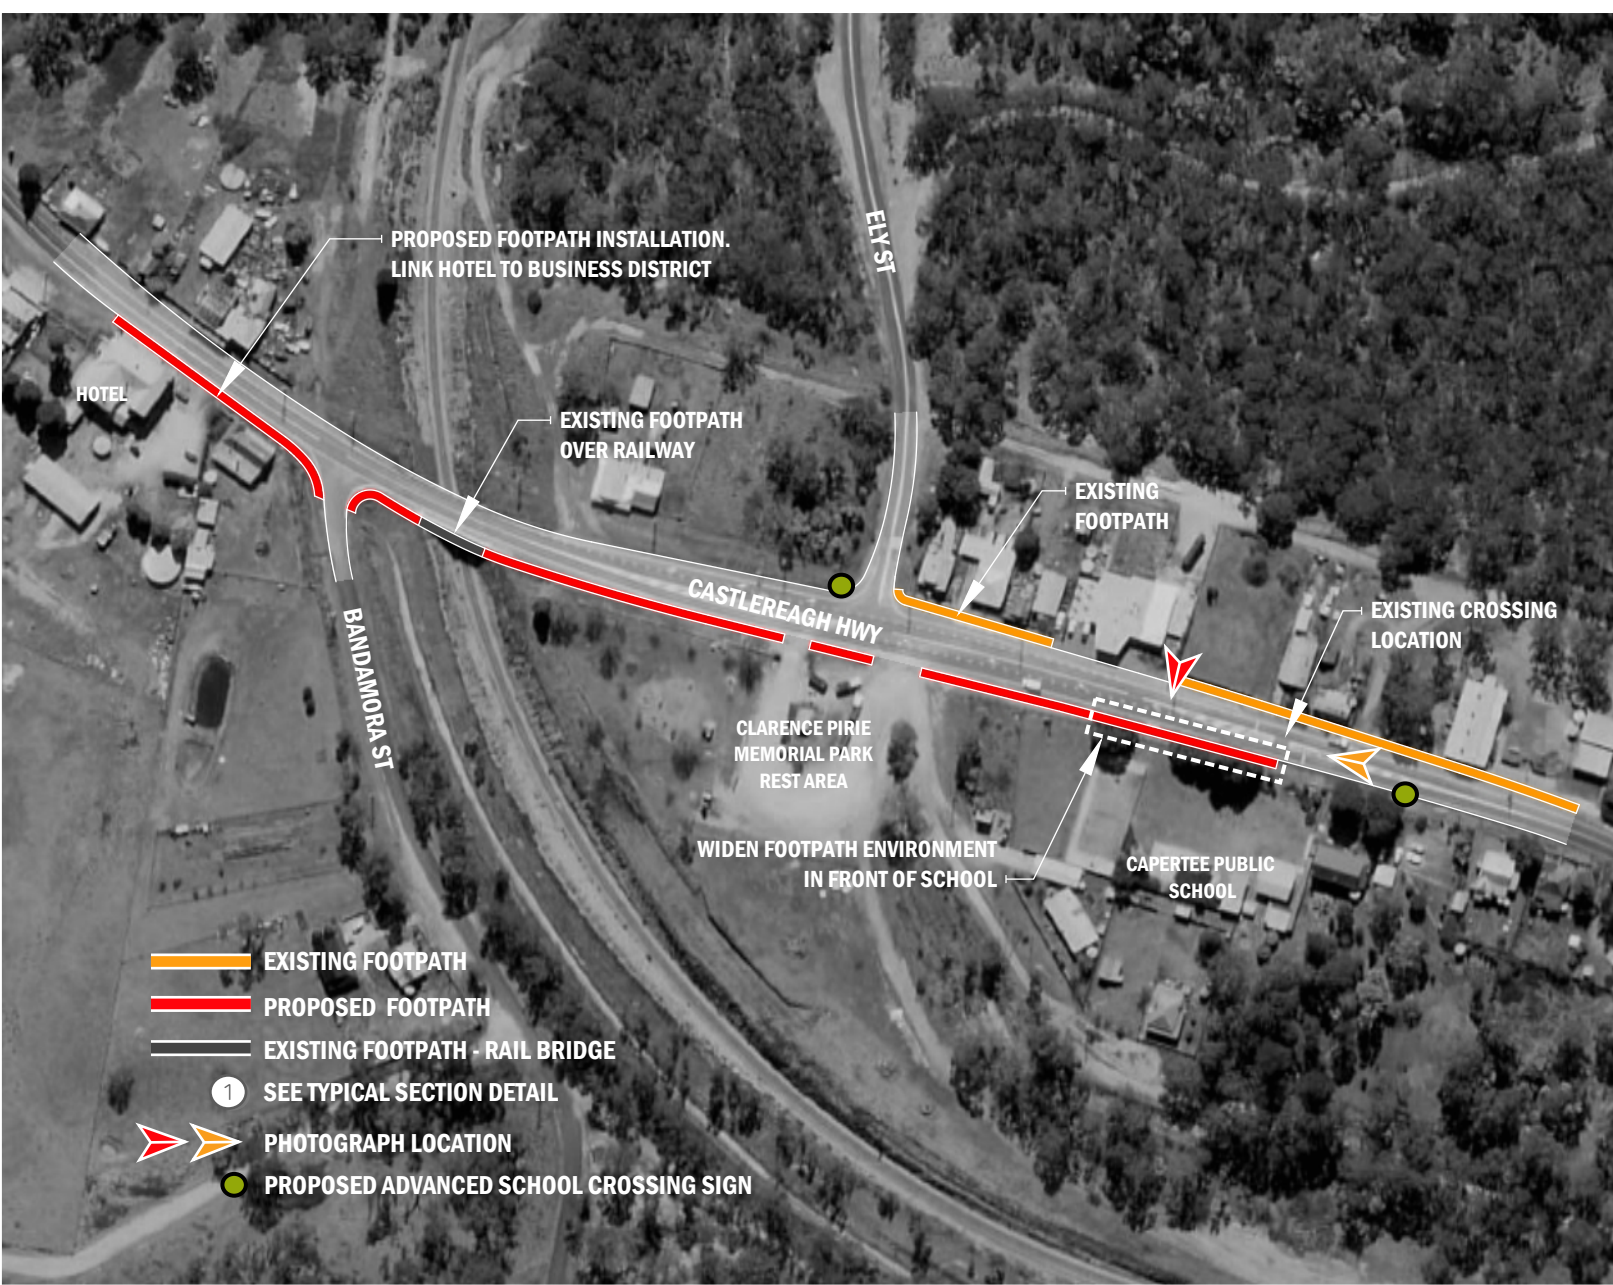 PROPOSED FOOTPATH INSTALLATION.
LINK HOTEL TO BUSINESS DISTRICT
ELY ST
HOTEL
EXISTING FOOTPATH
OVER RAILWAY
EXISTING
FOOTPATH
CASTLEREAGH HWY
EXISTING CROSSING
LOCATION
BANDAMORA ST
CLARENCE PIRIE
MEMORIAL PARK
REST AREA
WIDEN FOOTPATH ENVIRONMENT
IN FRONT OF SCHOOL
CAPERTEE PUBLIC
SCHOOL
EXISTING FOOTPATH
PROPOSED FOOTPATH
EXISTING FOOTPATH - RAIL BRIDGE
1 SEE TYPICAL SECTION DETAIL
PHOTOGRAPH LOCATION
PROPOSED ADVANCED SCHOOL CROSSING SIGN